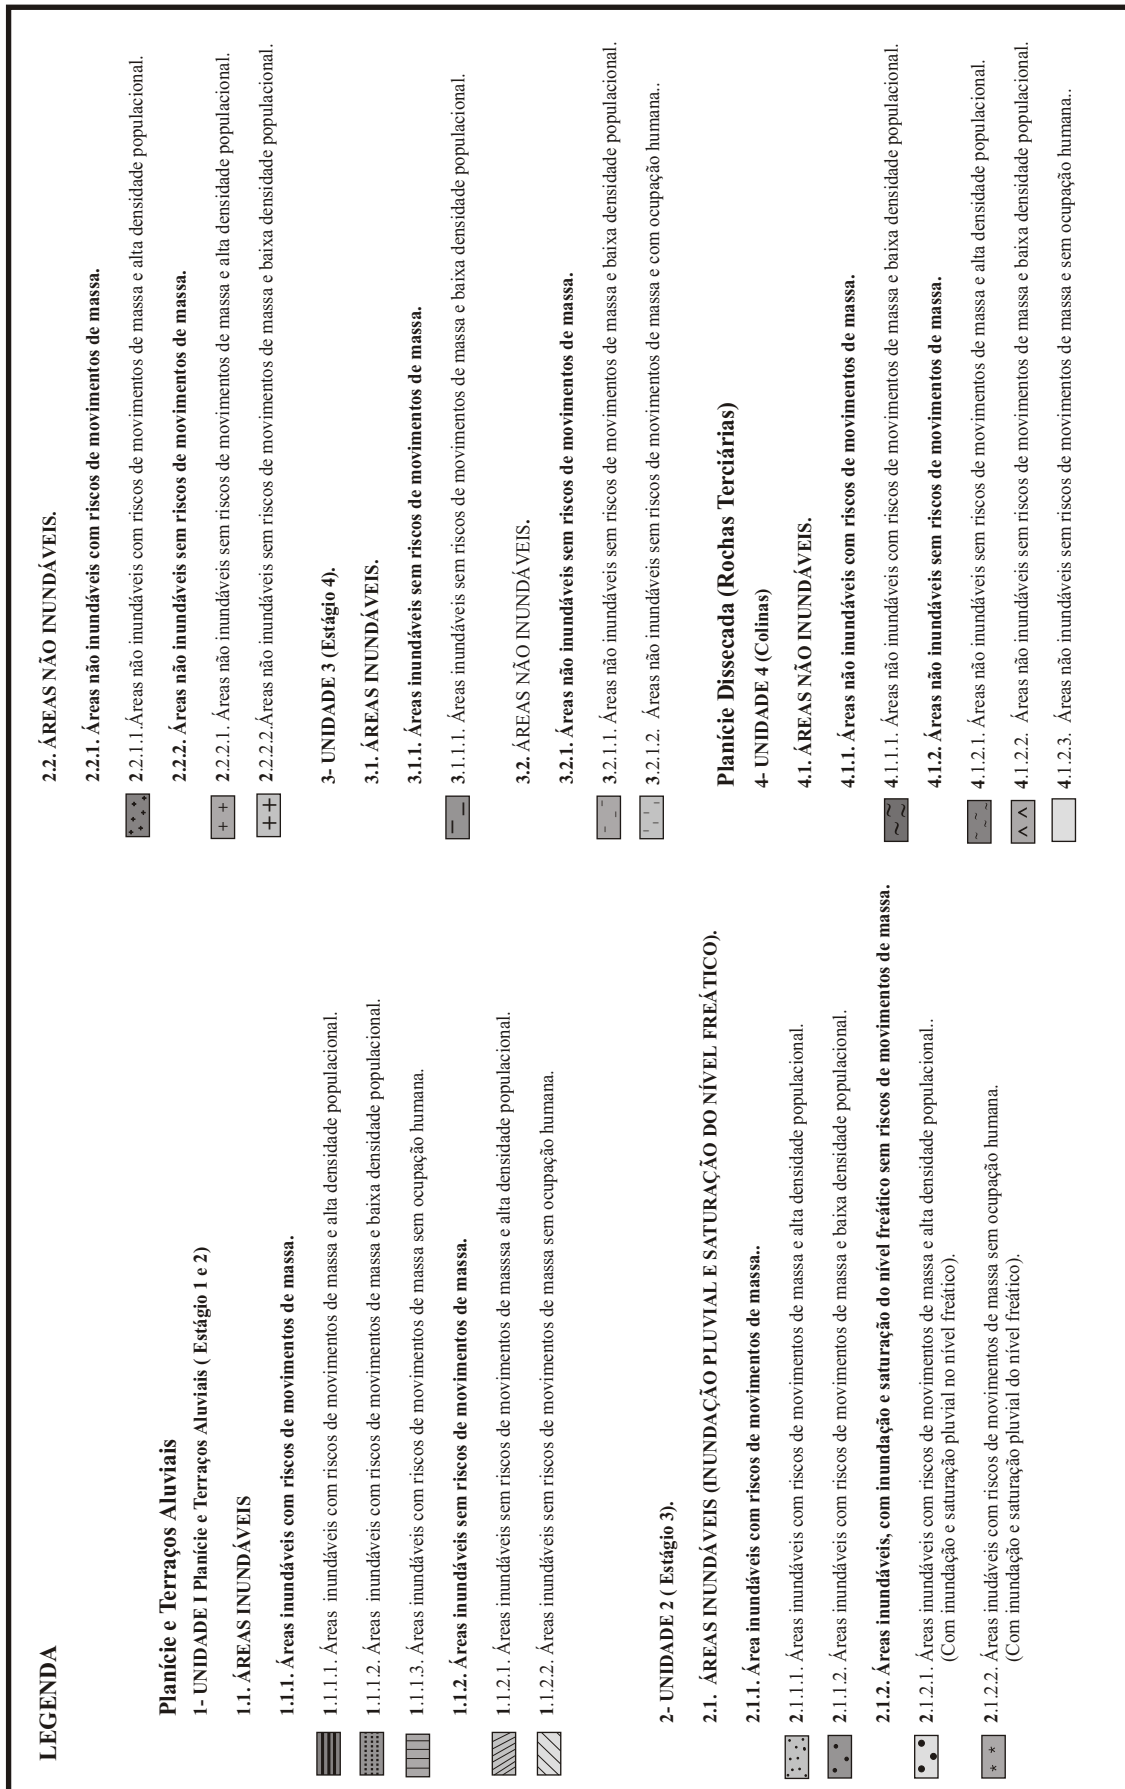 LEGENDA
Planície e Terraços Aluviais
1- UNIDADE I Planície e Terraços Aluviais ( Estágio 1 e 2)
1.1. ÁREAS INUNDÁVEIS
1.1.1. Áreas inundáveis com riscos de movimentos de massa.
1.1.1.1. Áreas inundáveis com riscos de movimentos de massa e alta densidade populacional.
1.1.1.2. Áreas inundáveis com riscos de movimentos de massa e baixa densidade populacional.
1.1.1.3. Áreas inundáveis com riscos de movimentos de massa sem ocupação humana.
1.1.2. Áreas inundáveis sem riscos de movimentos de massa.
1.1.2.1. Áreas inundáveis sem riscos de movimentos de masssa e alta densidade populacional.
1.1.2.2. Áreas inundáveis sem riscos de movimentos de massa sem ocupação humana.
2- UNIDADE 2 ( Estágio 3).
2.1. ÁREAS INUNDÁVEIS (INUNDAÇÃO PLUVIAL E SATURAÇÃO DO NÍVEL FREÁTICO).
2.1.1. Área inundáveis com riscos de movimentos de massa..
2.1.1.1. Áreas inundáveis com riscos de movimentos de massa e alta densidade populacional.
2.1.1.2. Áreas inundáveis com riscos de movimentos de massa e baixa densidade populacional.
2.1.2. Áreas inundáveis, com inundação e saturação do nível freático sem riscos de movimentos de massa.
2.1.2.1. Áreas inundáveis com riscos de movimentos de massa e alta densidade populacional..
(Com inundação e saturação pluvial no nível freático).
2.1.2.2. Áreas inudáveis com riscos de movimentos de massa sem ocupação humana.
(Com inundação e saturação pluvial do nível freático).
2.2. ÁREAS NÃO INUNDÁVEIS.
2.2.1. Áreas não inundáveis com riscos de movimentos de massa.
2.2.1.1.Áreas não inundáveis com riscos de movimentos de massa e alta densidade populacional.
2.2.2. Áreas não inundáveis sem riscos de movimentos de massa.
2.2.2.1. Áreas não inundáveis sem riscos de movimentos de massa e alta densidade populacional.
2.2.2.2.Áreas não inundáveis sem riscos de movimentos de massa e baixa densidade populacional.
3- UNIDADE 3 (Estágio 4).
3.1. ÁREAS INUNDÁVEIS.
3.1.1. Áreas inundáveis sem riscos de movimentos de massa.
3.1.1.1. Áreas inundáveis sem riscos de movimentos de massa e baixa densidade populacional.
3.2. ÁREAS NÃO INUNDÁVEIS.
3.2.1. Áreas não inundáveis sem riscos de movimentos de massa.
3.2.1.1. Áreas não inundáveis sem riscos de movimentos de massa e baixa densidade populacional.
3.2.1.2. Áreas não inundáveis sem riscos de movimentos de massa e com ocupação humana..
Planície Dissecada (Rochas Terciárias)
4- UNIDADE 4 (Colinas)
4.1. ÁREAS NÃO INUNDÁVEIS.
4.1.1. Áreas não inundáveis com riscos de movimentos de massa.
4.1.1.1. Áreas não inundáveis com riscos de movimentos de massa e baixa densidade populacional.
4.1.2. Áreas não inundáveis sem riscos de movimentos de massa.
4.1.2.1. Áreas não inundáveis sem riscos de movimentos de massa e alta densidade populacional.
4.1.2.2. Áreas não inundáveis sem riscos de movimentos de massa e baixa densidade populacional.
4.1.2.3. Áreas não inundáveis sem riscos de movimentos de massa e sem ocupação humana..